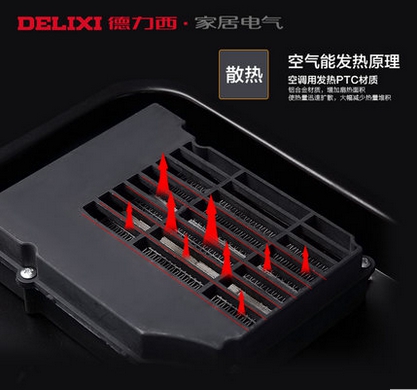 DELIXI 德力西·家居电气
散热
空气能发热原理
空调用发热PTC材质
铝合金材质，增加扇热面积
使热量迅速扩散，大幅减少热量堆积